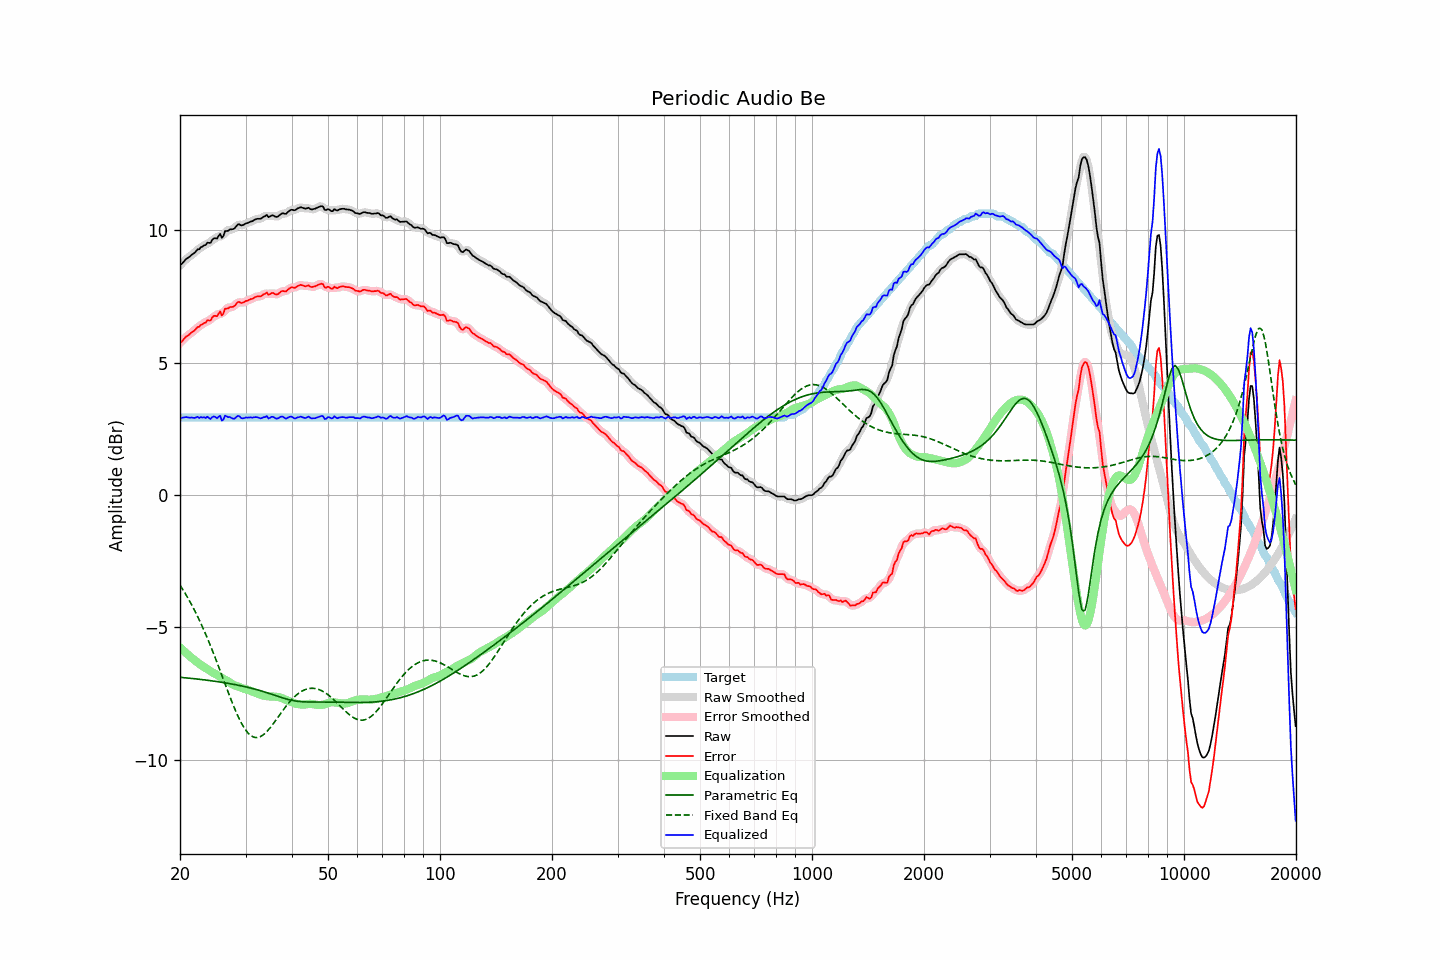 Periodic Audio Be
Amplitude (dBr)
10
5
0
−5
−10
Target
Raw Smoothed
Error Smoothed
Raw
Error
Equalization
Parametric Eq
Fixed Band Eq
Equalized
20 50 100 200 500 1000 2000 5000 10000 20000
Frequency (Hz)